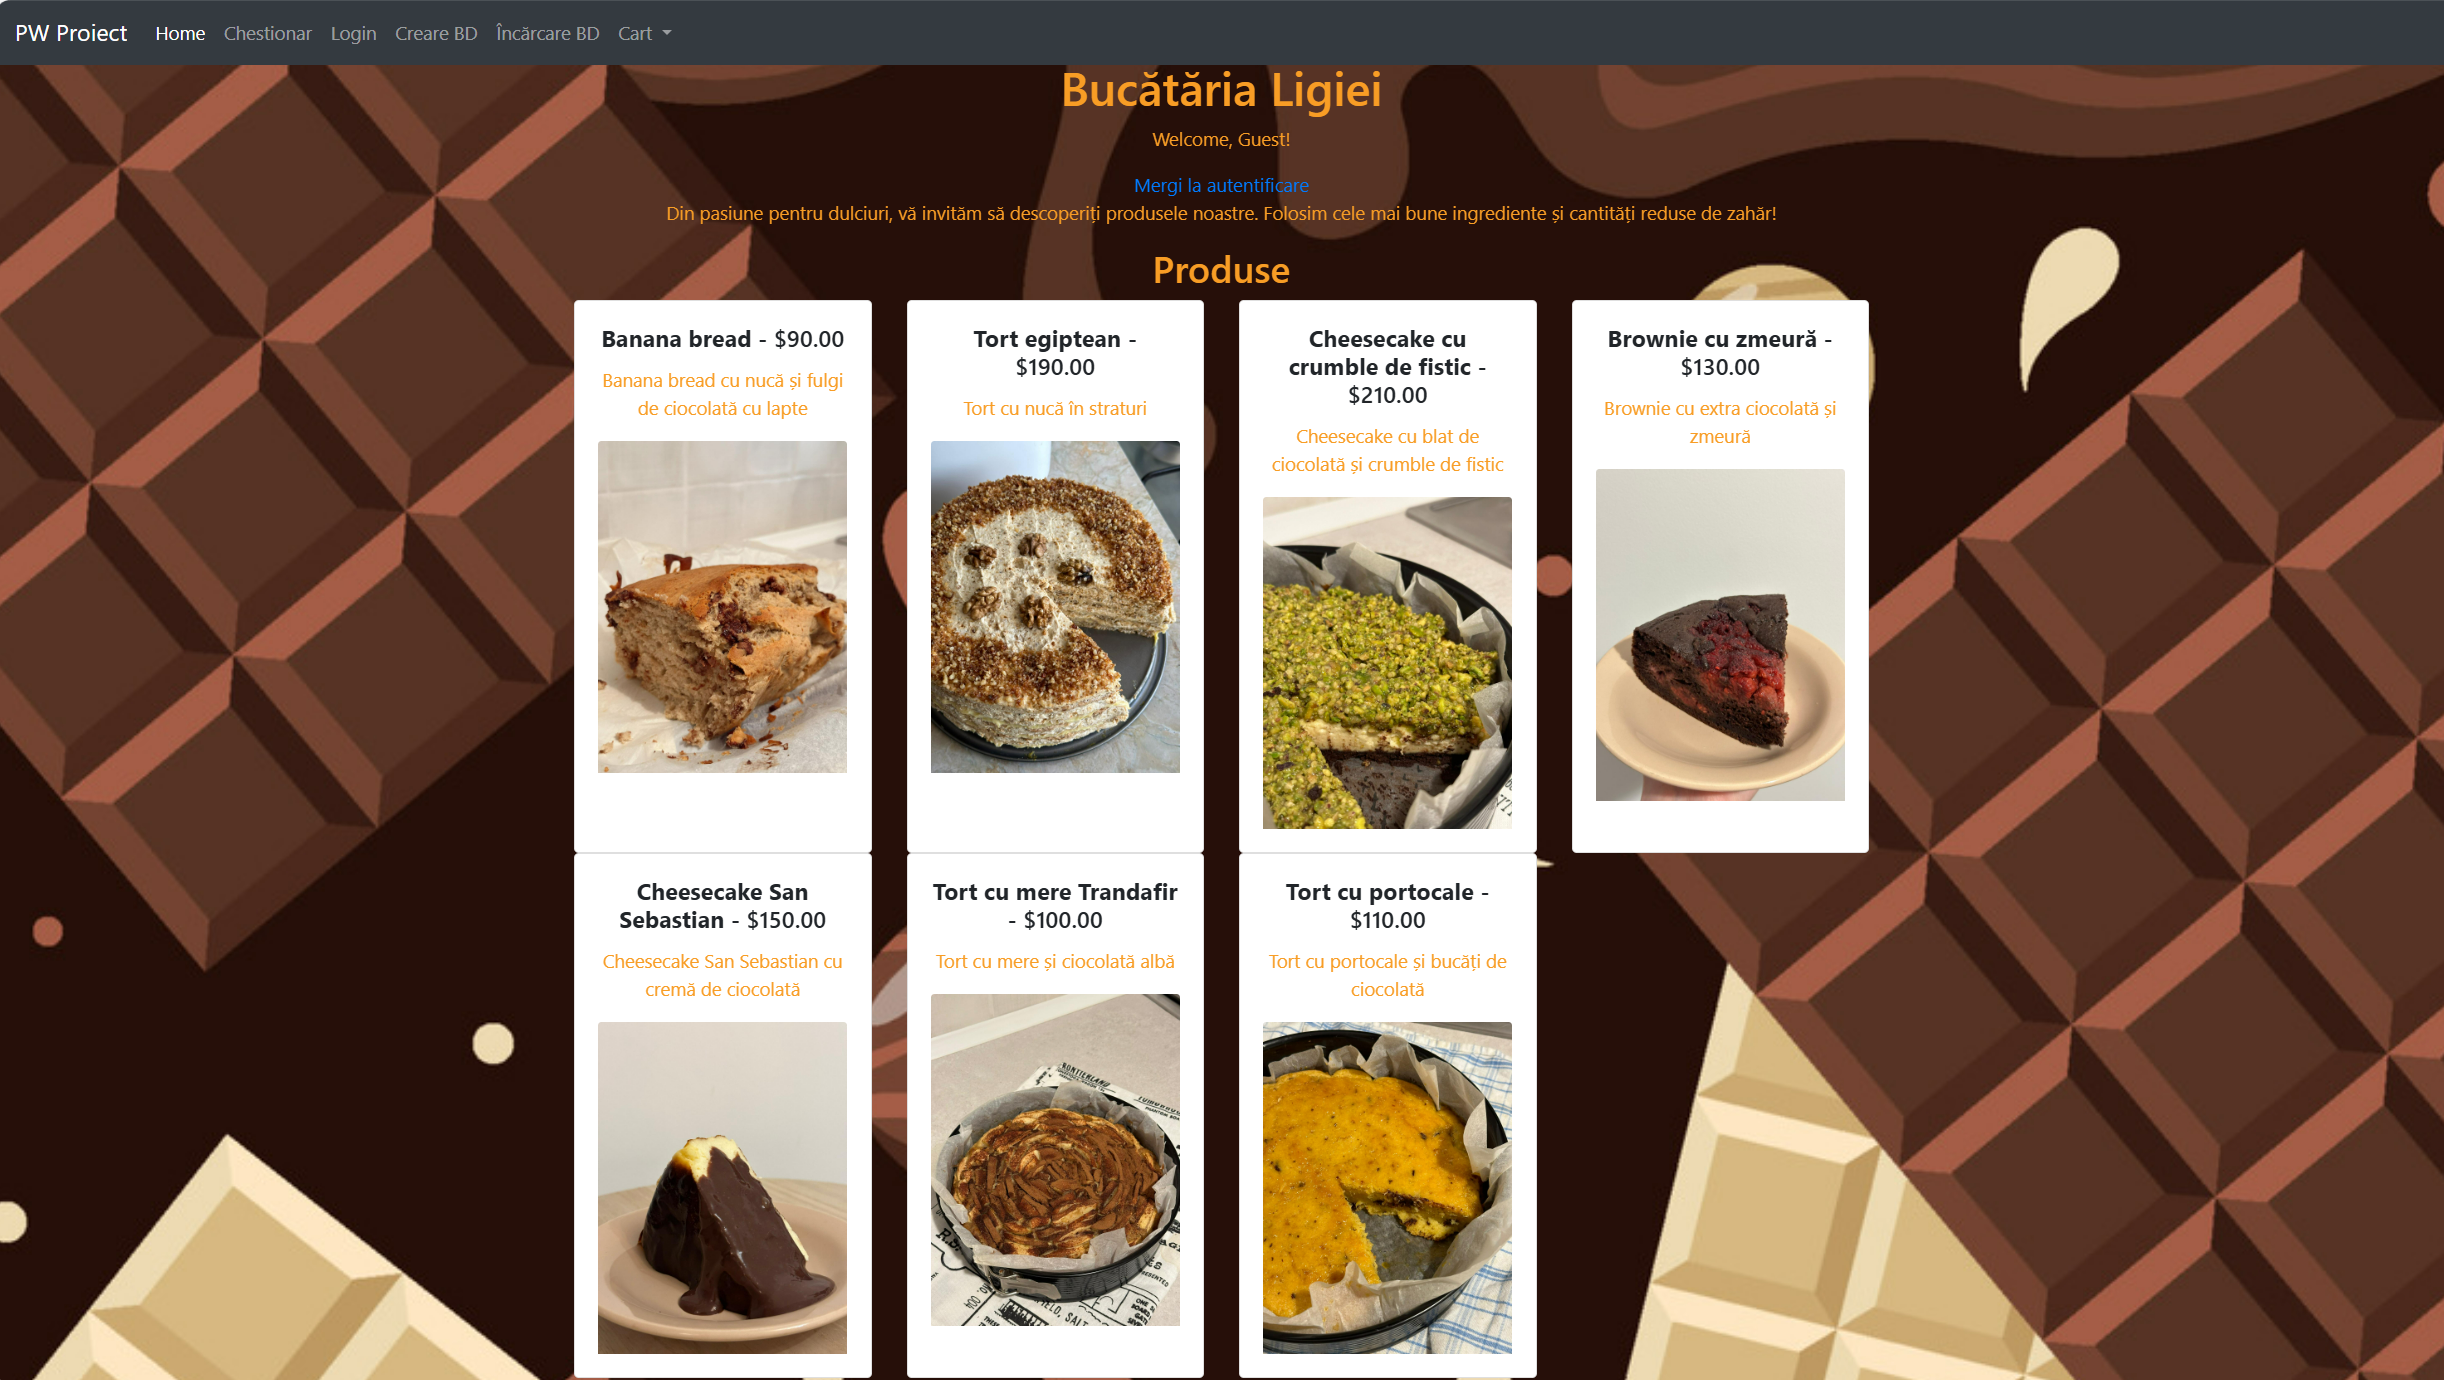 PW Proiect Home Chestionar Login Creare BD Încărcare BD Cart
Bucătăria Ligiei
Welcome, Guest!
Mergi la autentificare
Din pasiune pentru dulciuri, vă invităm să descoperiți produsele noastre. Folosim cele mai bune ingrediente și cantități reduse de zahăr!
Produse
Banana bread - $90.00
Banana bread cu nucă și fulgi
de ciocolată cu lapte
Tort egiptean -
$190.00
Tort cu nucă în straturi
Cheesecake cu
crumble de fistic -
$210.00
Cheesecake cu blat de
ciocolată și crumble de fistic
Brownie cu zmeură -
$130.00
Brownie cu extra ciocolată și
zmeură
Cheesecake San
Sebastian - $150.00
Cheesecake San Sebastian cu
cremă de ciocolată
Tort cu mere Trandafir
- $100.00
Tort cu mere și ciocolată albă
Tort cu portocale -
$110.00
Tort cu portocale și bucăți de
ciocolată